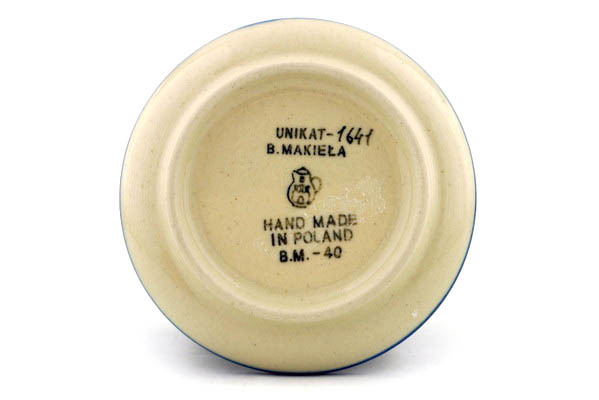 UNIKAT-1641
B. MAKIEŁA
HAND MADE
IN POLAND
B.M.-40